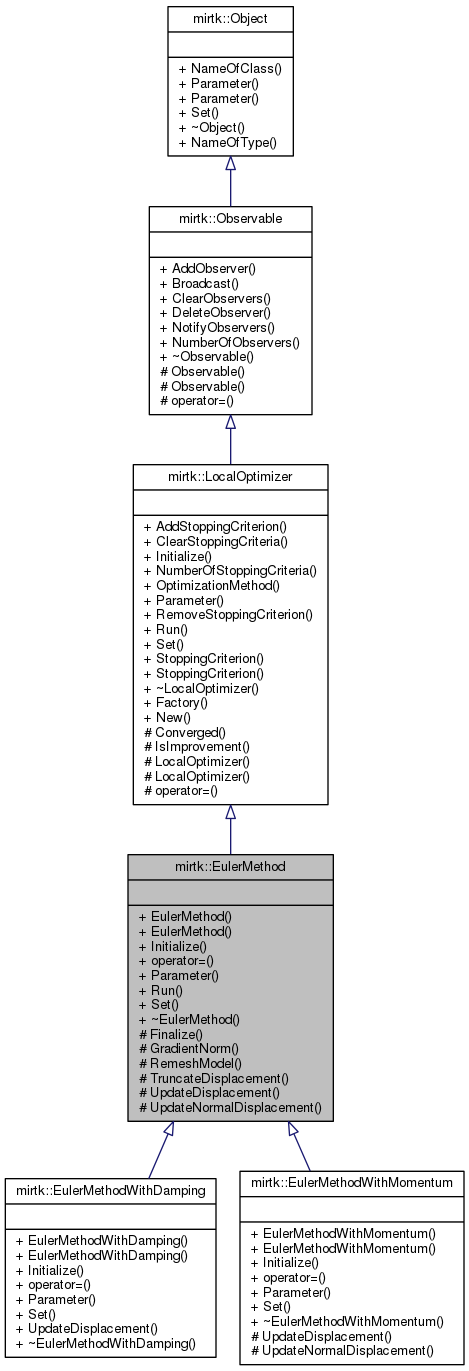 mirtk::Object
+ NameOfClass()
+ Parameter()
+ Parameter()
+ Set()
+ ~Object()
+ NameOfType()
mirtk::Observable
+ AddObserver()
+ Broadcast()
+ ClearObservers()
+ DeleteObserver()
+ NotifyObservers()
+ NumberOfObservers()
+ ~Observable()
# Observable()
# Observable()
# operator=()
mirtk::LocalOptimizer
+ AddStoppingCriterion()
+ ClearStoppingCriteria()
+ Initialize()
+ NumberOfStoppingCriteria()
+ OptimizationMethod()
+ Parameter()
+ RemoveStoppingCriterion()
+ Run()
+ Set()
+ StoppingCriterion()
+ StoppingCriterion()
+ ~LocalOptimizer()
+ Factory()
+ New()
# Converged()
# IsImprovement()
# LocalOptimizer()
# LocalOptimizer()
# operator=()
mirtk::EulerMethod
+ EulerMethod()
+ EulerMethod()
+ Initialize()
+ operator=()
+ Parameter()
+ Run()
+ Set()
+ ~EulerMethod()
# Finalize()
# GradientNorm()
# RemeshModel()
# TruncateDisplacement()
# UpdateDisplacement()
# UpdateNormalDisplacement()
mirtk::EulerMethodWithDamping
+ EulerMethodWithDamping()
+ EulerMethodWithDamping()
+ Initialize()
+ operator=()
+ Parameter()
+ Set()
+ UpdateDisplacement()
+ ~EulerMethodWithDamping()
mirtk::EulerMethodWithMomentum
+ EulerMethodWithMomentum()
+ EulerMethodWithMomentum()
+ Initialize()
+ operator=()
+ Parameter()
+ Set()
+ ~EulerMethodWithMomentum()
# UpdateDisplacement()
# UpdateNormalDisplacement()